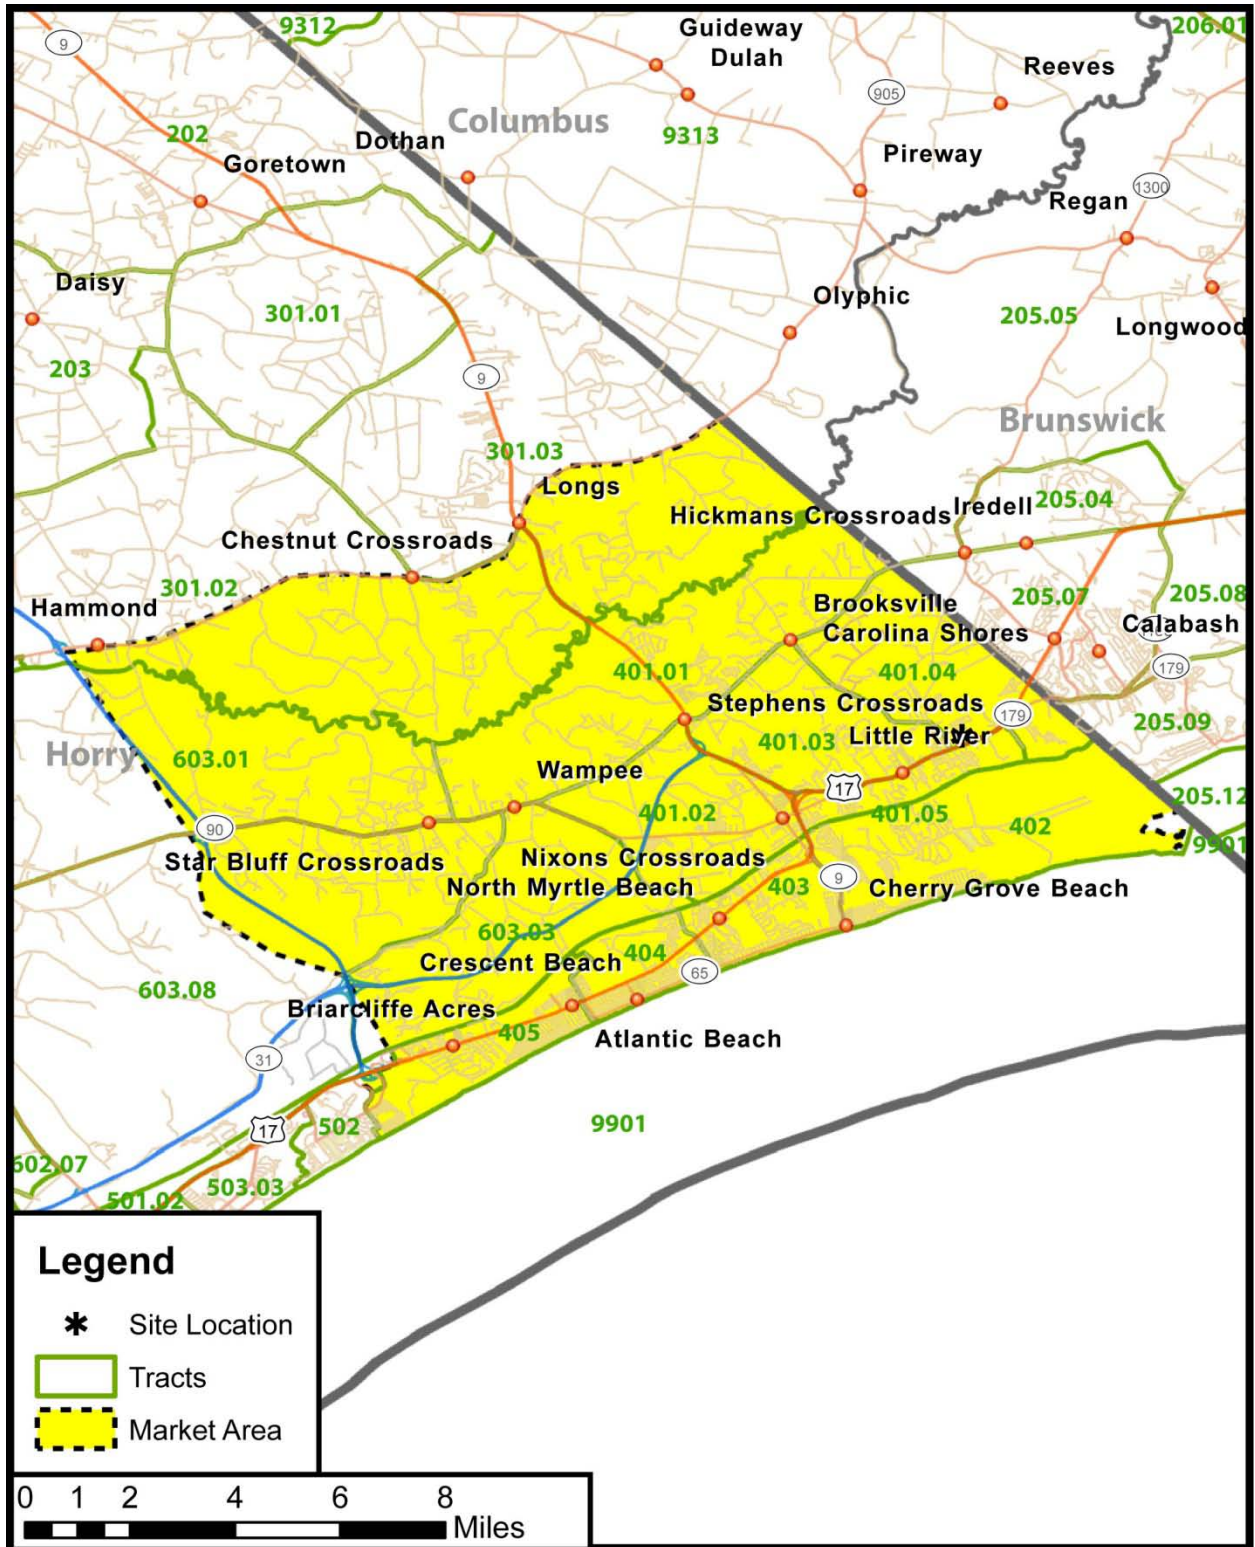 9312
Guideway
206.01
9
Dulah
Reeves
905
Columbus
202
Dothan
9313
Goretown
Pireway
1300
Regan
Daisy
Olyphic
301.01
205.05
Longwood
203
9
Brunswick
301.03
Longs
Hickmans Crossroads
Iredell
205.04
Chestnut Crossroads
301.02
205.07
205.08
Hammond
Brooksville
Carolina Shores
Calabash
401.01
401.04
179
Stephens Crossroads
179
205.09
Horry
603.01
401.03
Little River
Wampee
17
205.12
401.02
401.05
402
90
9901
Star Bluff Crossroads
Nixons Crossroads
9
North Myrtle Beach
403
Cherry Grove Beach
603.03
404
Crescent Beach
65
603.08
Briarcliffe Acres
405
Atlantic Beach
31
17
502
9901
602.07
503.03
501.02
Legend
Site Location
Tracts
Market Area
0 1 2 4 6 8
Miles